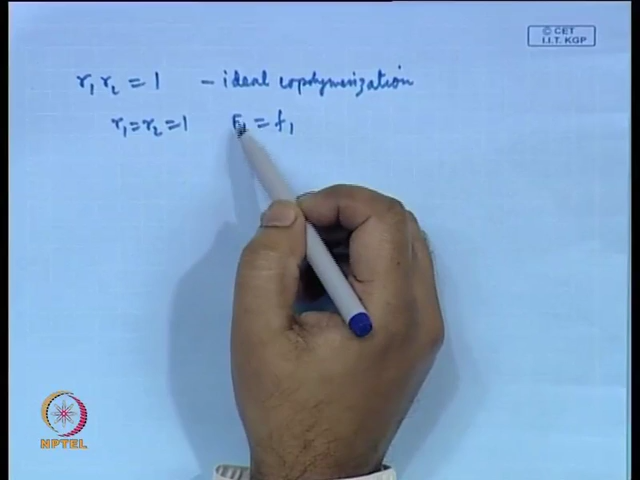 © CET
I.I.T. KGP
r₁ r₂ = 1 – ideal copolymerization
r₁ = r₂ = 1 F₁ = f₁
NPTEL